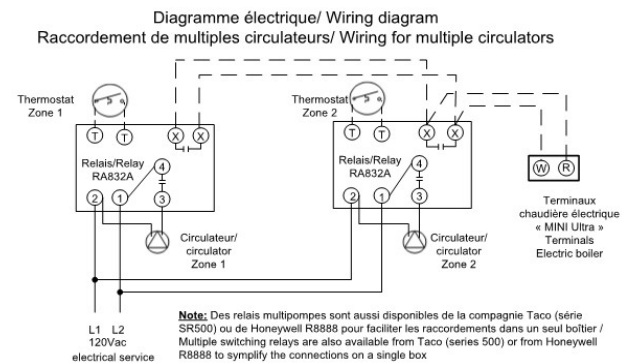 Diagramme électrique/ Wiring diagram
Raccordement de multiples circulateurs/ Wiring for multiple circulators
Thermostat
Zone 1
T T X X
Relais/Relay
RA832A
4
2 1 3
Circulateur/
circulator
Zone 1
Thermostat
Zone 2
T T X X
Relais/Relay
RA832A
4
2 1 3
Circulateur/
circulator
Zone 2
W R
Terminaux
chaudière électrique
« MINI Ultra »
Terminals
Electric boiler
L1 L2
120Vac
electrical service
Note: Des relais multipompes sont aussi disponibles de la compagnie Taco (série
SR500) ou de Honeywell R8888 pour faciliter les raccordements dans un seul boîtier /
Multiple switching relays are also available from Taco (series 500) or from Honeywell
R8888 to symplify the connections on a single box